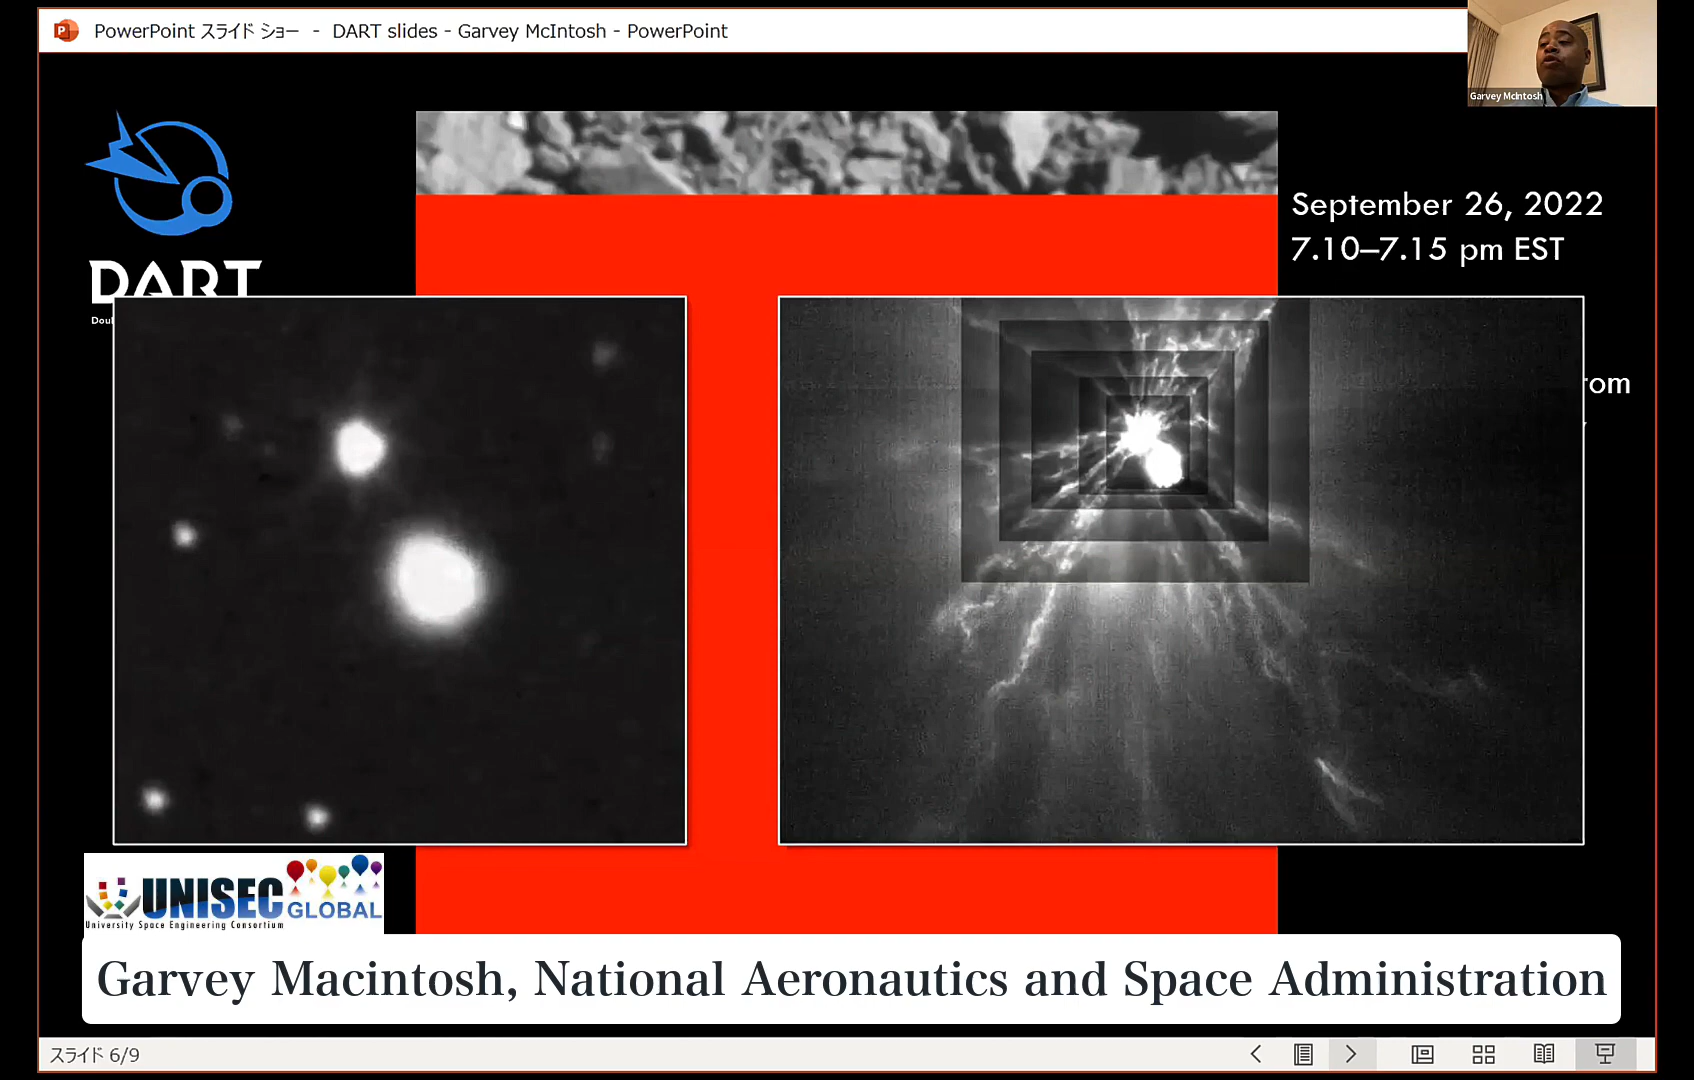 PowerPoint スライド ショー - DART slides - Garvey McIntosh - PowerPoint
Garvey McIntosh
DART
September 26, 2022
7.10–7.15 pm EST
rom
UNISEC
GLOBAL
University Space Engineering Consortium
Garvey Macintosh, National Aeronautics and Space Administration
スライド 6/9